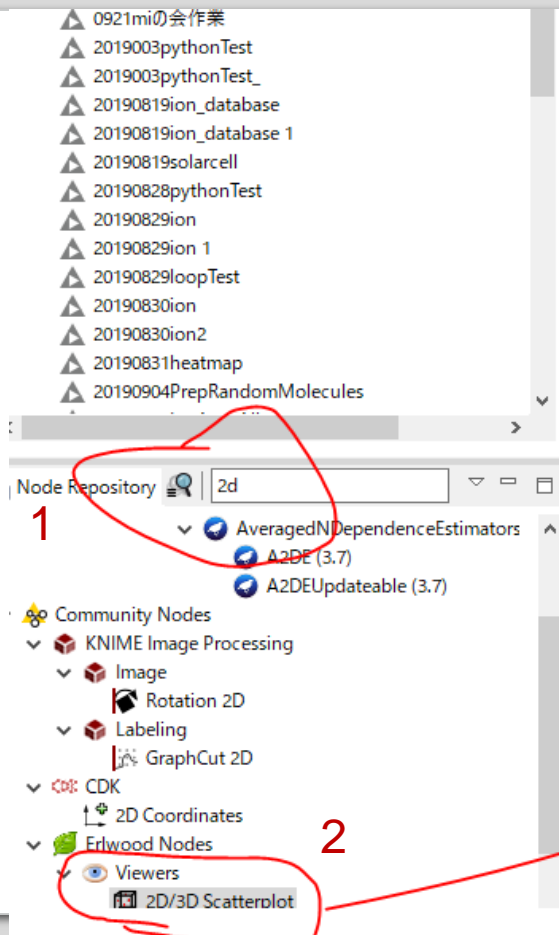 0921miの会作業
2019003pythonTest
2019003pythonTest_
20190819ion_database
20190819ion_database 1
20190819solarcell
20190828pythonTest
20190829ion
20190829ion 1
20190829loopTest
20190830ion
20190830ion2
20190831heatmap
20190904PrepRandomMolecules
Node Repository 2d
1
AveragedNDependenceEstimators
A2DE (3.7)
A2DEUpdateable (3.7)
Community Nodes
KNIME Image Processing
Image
Rotation 2D
Labeling
GraphCut 2D
CDK CDK
2D Coordinates
2
Erlwood Nodes
Viewers
2D/3D Scatterplot